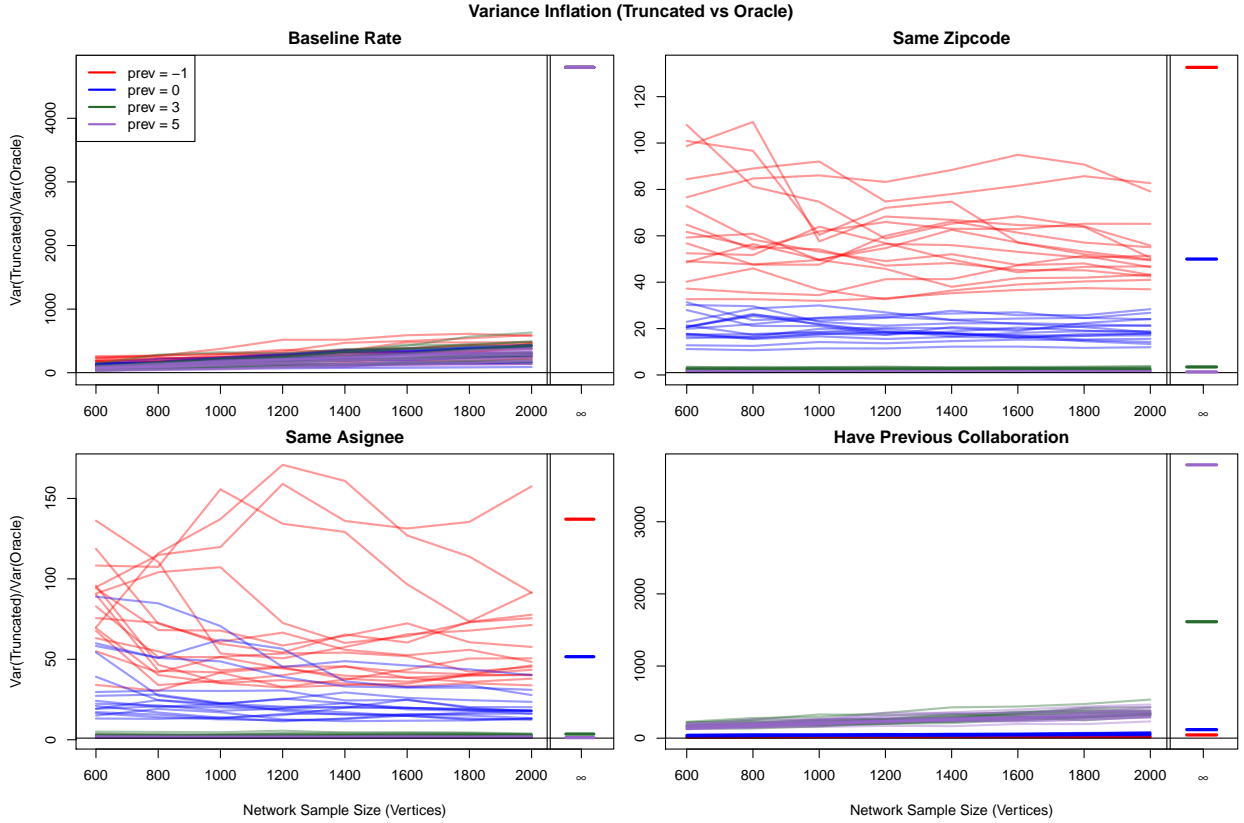 Variance Inflation (Truncated vs Oracle)
Baseline Rate
Var(Truncated)/Var(Oracle)
0 1000 2000 3000 4000
prev = −1
prev = 0
prev = 3
prev = 5
600 800 1000 1200 1400 1600 1800 2000 ∞
Same Zipcode
0 20 40 60 80 100 120
600 800 1000 1200 1400 1600 1800 2000 ∞
Same Asignee
Var(Truncated)/Var(Oracle)
0 50 100 150
600 800 1000 1200 1400 1600 1800 2000 ∞
Network Sample Size (Vertices)
Have Previous Collaboration
0 1000 2000 3000
600 800 1000 1200 1400 1600 1800 2000 ∞
Network Sample Size (Vertices)